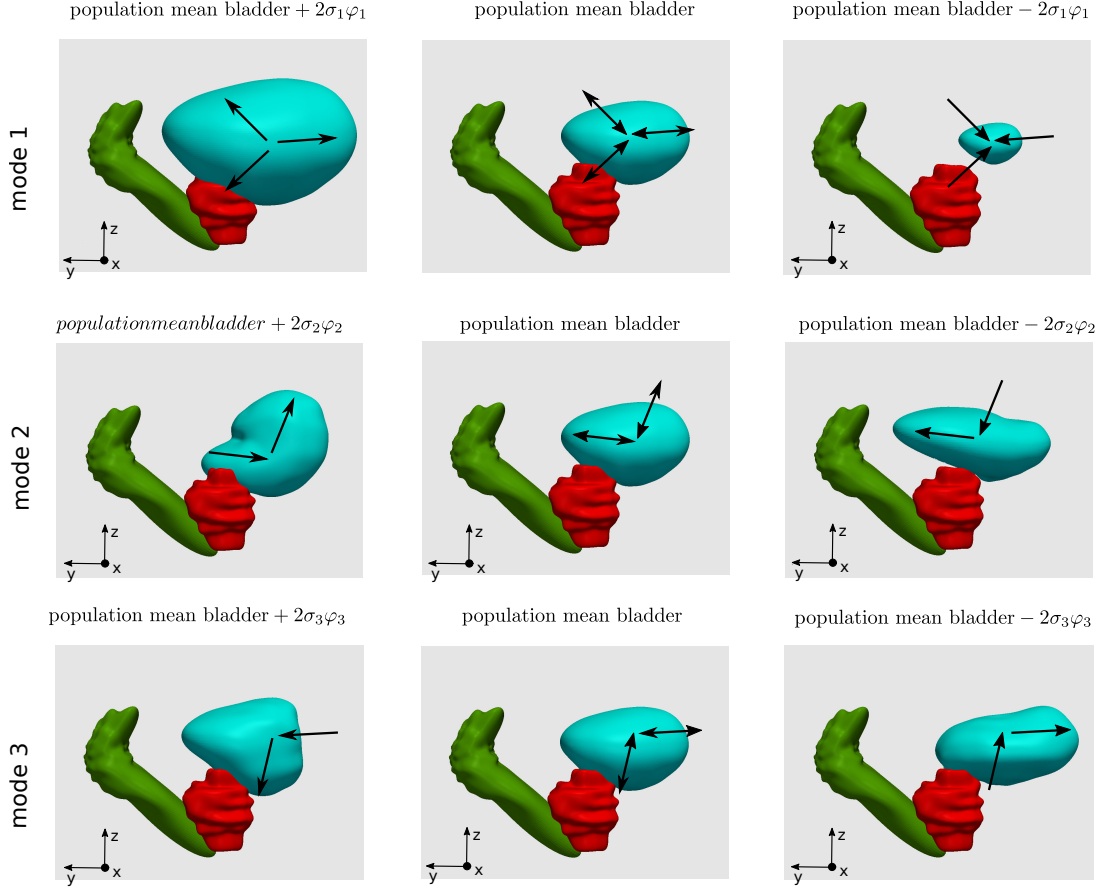 population mean bladder + 2σ₁φ₁
population mean bladder
population mean bladder − 2σ₁φ₁
mode 1
z
y
x
z
y
x
z
y
x
populationmeanbladder + 2σ₂φ₂
population mean bladder
population mean bladder − 2σ₂φ₂
mode 2
z
y
x
z
y
x
z
y
x
population mean bladder + 2σ₃φ₃
population mean bladder
population mean bladder − 2σ₃φ₃
mode 3
z
y
x
z
y
x
z
y
x